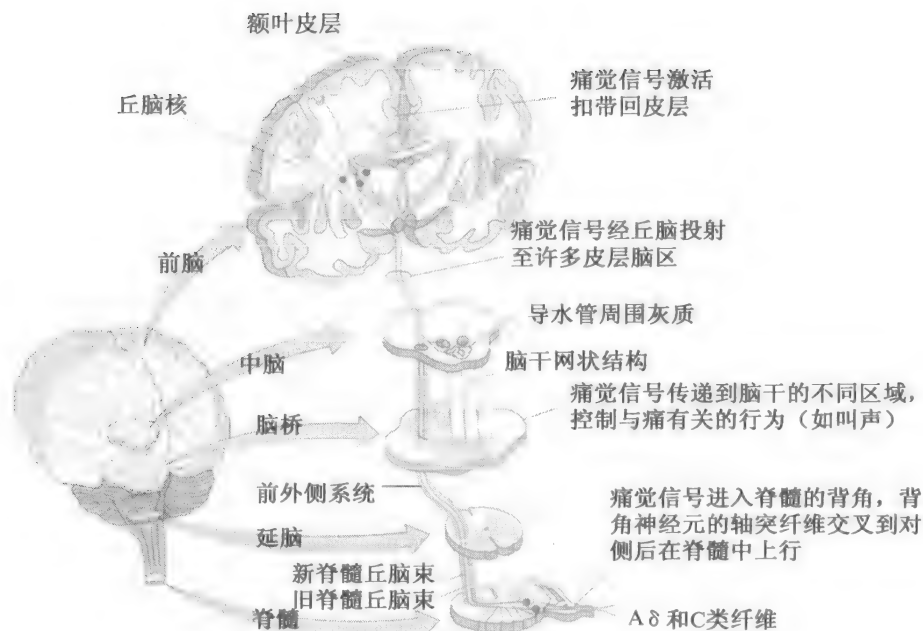 额叶皮层
痛觉信号激活
扣带回皮层
丘脑核
痛觉信号经丘脑投射
至许多皮层脑区
前脑
导水管周围灰质
中脑
脑干网状结构
痛觉信号传递到脑干的不同区域，
控制与痛有关的行为（如叫声）
脑桥
前外侧系统
痛觉信号进入脊髓的背角，背
角神经元的轴突纤维交叉到对
侧后在脊髓中上行
延脑
新脊髓丘脑束
旧脊髓丘脑束
脊髓
Aδ和C类纤维